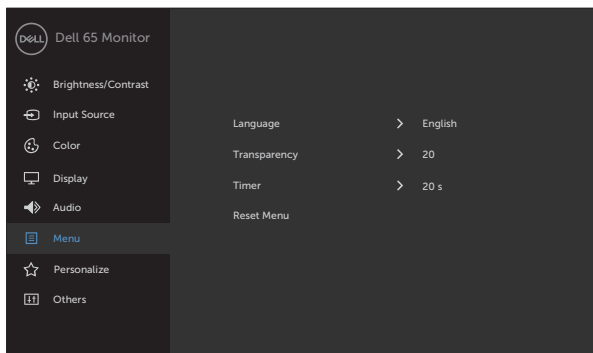 DELL Dell 65 Monitor
Brightness/Contrast
Input Source
Color
Display
Audio
Menu
Personalize
Others
Language > English
Transparency > 20
Timer > 20 s
Reset Menu